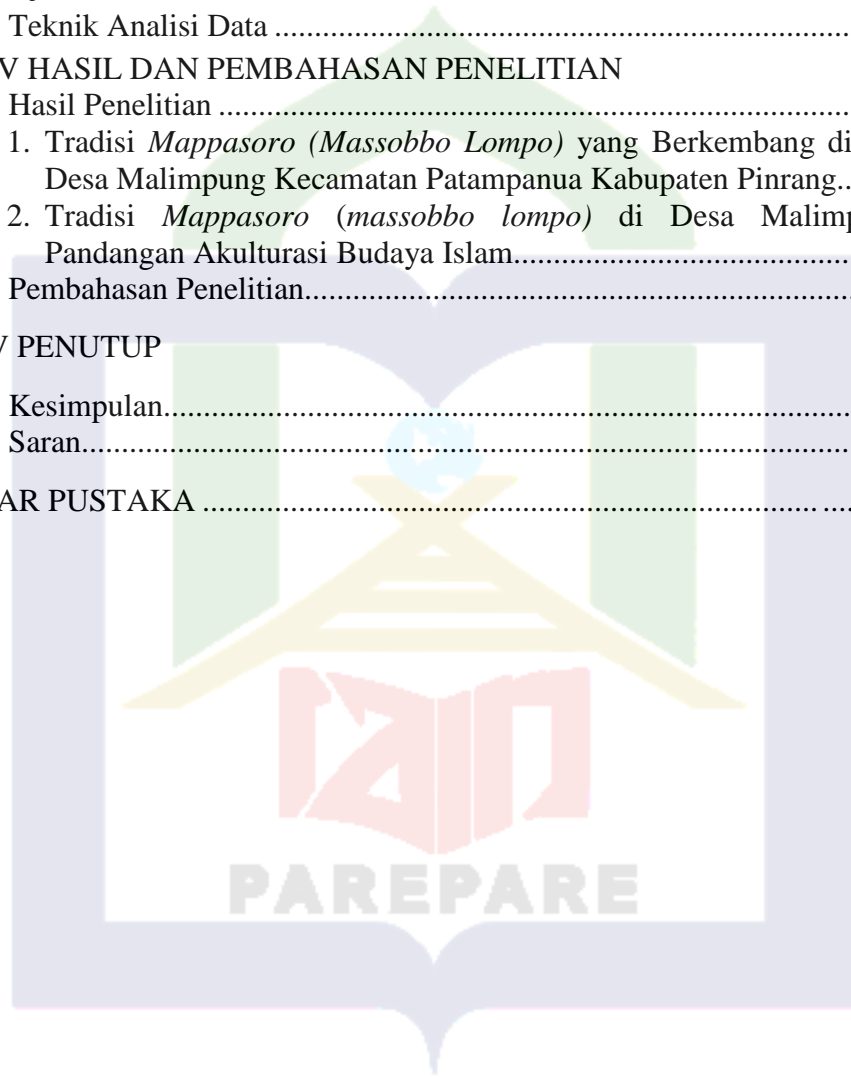 Teknik Analisi Data ........................................................................
V HASIL DAN PEMBAHASAN PENELITIAN
Hasil Penelitian ...............................................................................
1. Tradisi Mappasoro (Massobbo Lompo) yang Berkembang di
Desa Malimpung Kecamatan Patampanua Kabupaten Pinrang..
2. Tradisi Mappasoro (massobbo lompo) di Desa
Pandangan Akulturasi Budaya Islam..........................................
Pembahasan Penelitian....................................................................
PENUTUP
Kesimpulan......................................................................................
Saran................................................................................................
AR PUSTAKA .............................................................................. ....
iain
PAREPARE